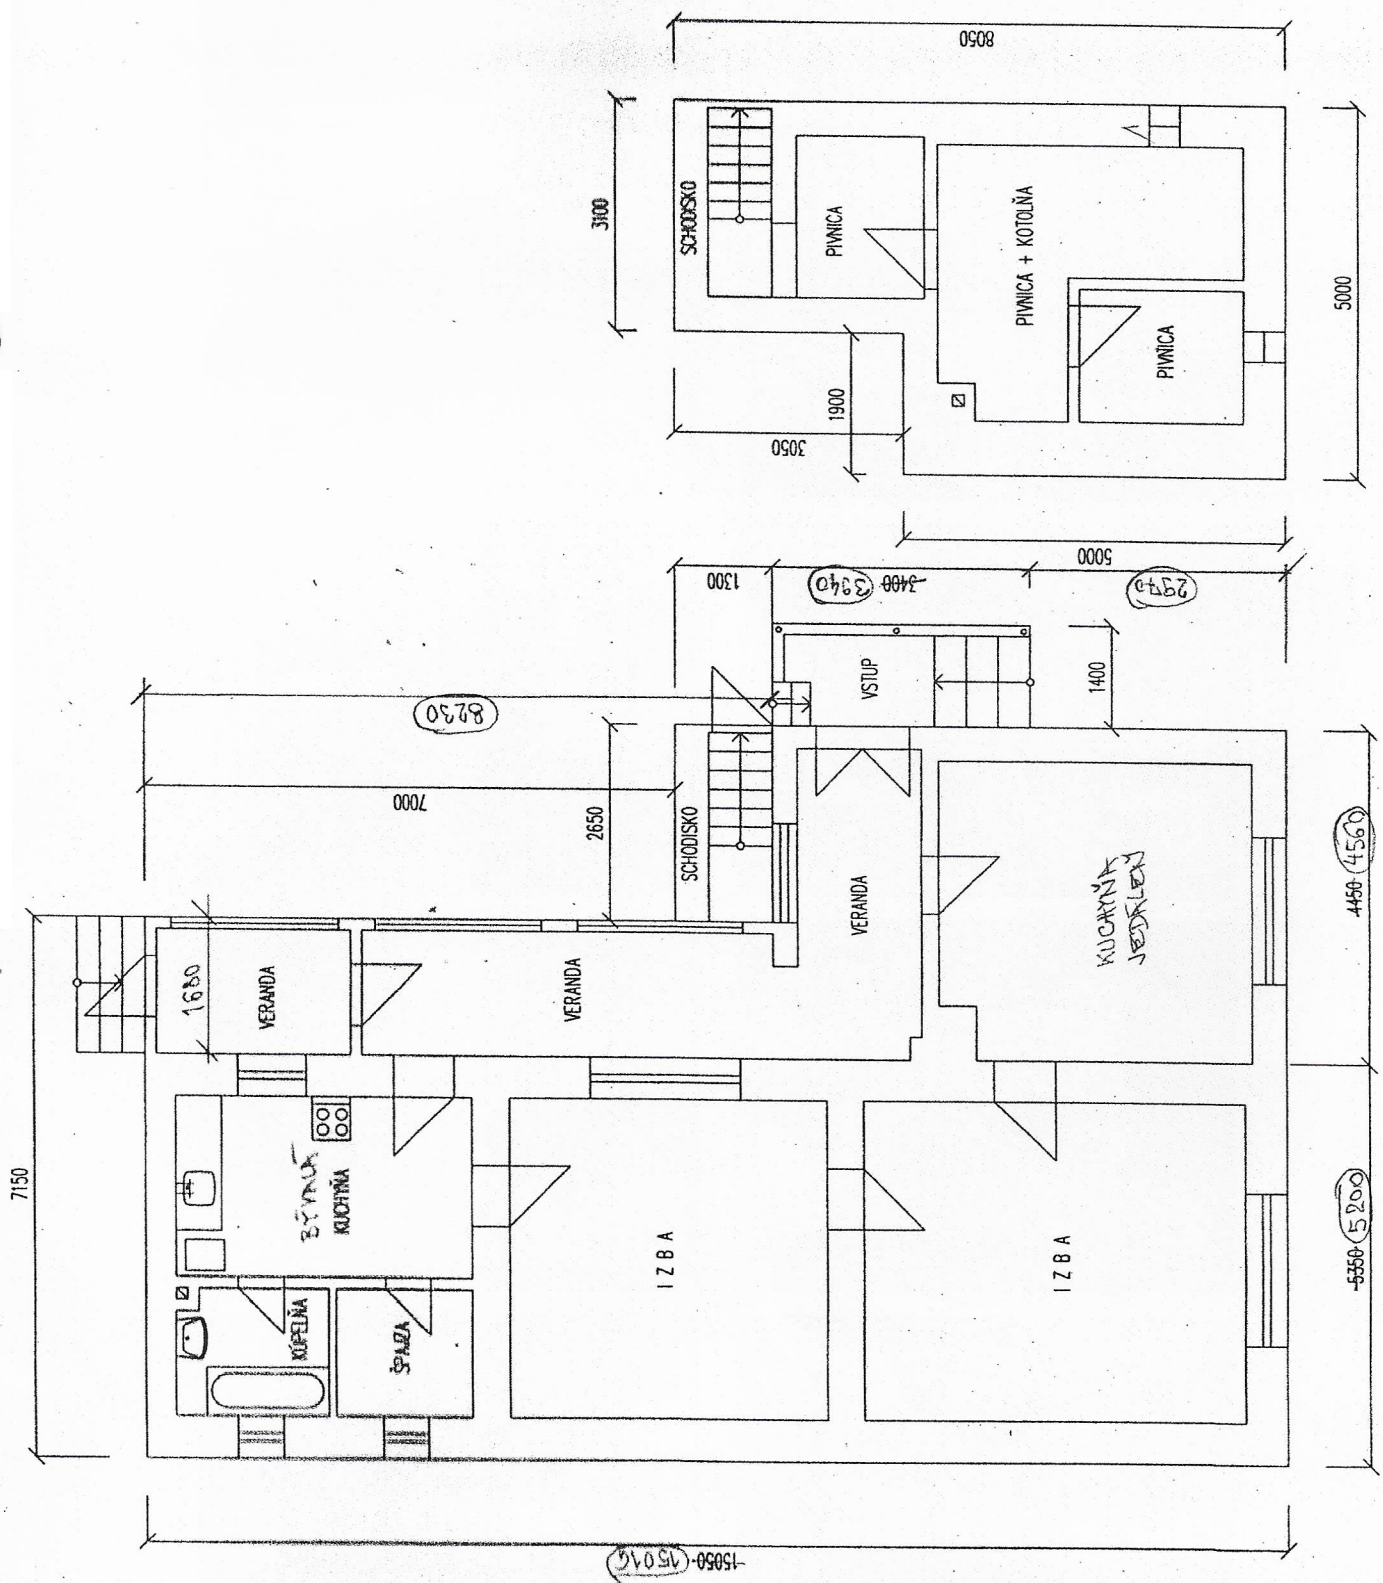 8050
3100
SCHODISKO
PIVNICA
PIVNICA + KOTOLŇA
PIVNICA
5000
1900
3050
5000
1300
3400 3940
2970
8230
7000
2650
SCHODISKO
VSTUP
1400
VERANDA
VERANDA
VERANDA
1680
KUCHYŇA
JEDÁLEŇ
4450 4560
7150
BÝVALÁ
KUCHYŇA
KÚPEĽŇA
ŠPAJZA
IZBA
IZBA
5350 5200
15050